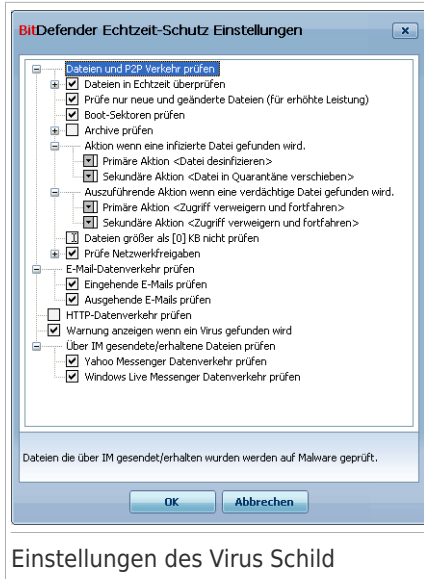 BitDefender Echtzeit-Schutz Einstellungen
Dateien und P2P Verkehr prüfen
Dateien in Echtzeit überprüfen
Prüfe nur neue und geänderte Dateien (für erhöhte Leistung)
Boot-Sektoren prüfen
Archive prüfen
Aktion wenn eine infizierte Datei gefunden wird.
Primäre Aktion <Datei desinfizieren>
Sekundäre Aktion <Datei in Quarantäne verschieben>
Auszuführende Aktion wenn eine verdächtige Datei gefunden wird.
Primäre Aktion <Zugriff verweigern und fortfahren>
Sekundäre Aktion <Zugriff verweigern und fortfahren>
Dateien größer als [0] KB nicht prüfen
Prüfe Netzwerkfreigaben
E-Mail-Datenverkehr prüfen
Eingehende E-Mails prüfen
Ausgehende E-Mails prüfen
HTTP-Datenverkehr prüfen
Warnung anzeigen wenn ein Virus gefunden wird
Über IM gesendete/erhaltene Dateien prüfen
Yahoo Messenger Datenverkehr prüfen
Windows Live Messenger Datenverkehr prüfen
Dateien die über IM gesendet/erhalten wurden werden auf Malware geprüft.
OK Abbrechen
Einstellungen des Virus Schild